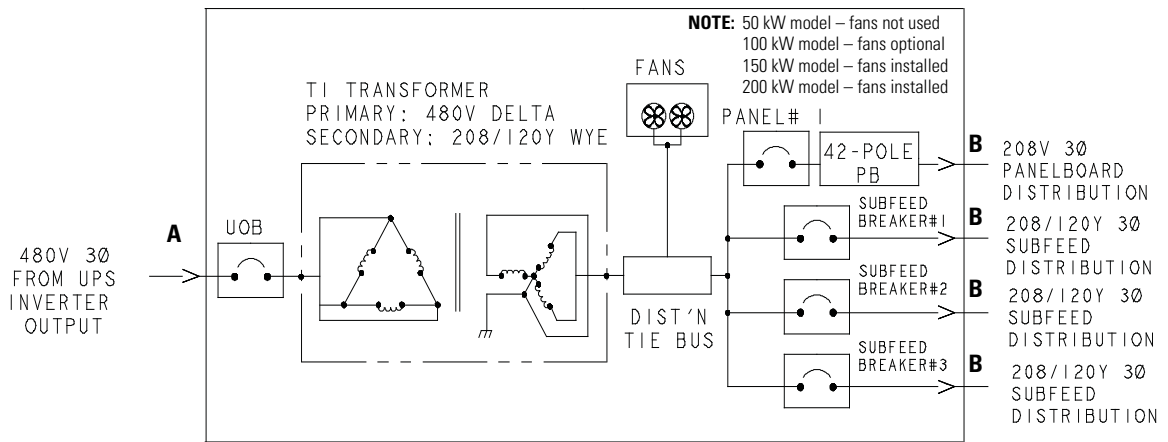 NOTE: 50 kW model – fans not used
100 kW model – fans optional
150 kW model – fans installed
200 kW model – fans installed
FANS
T1 TRANSFORMER
PRIMARY: 480V DELTA
SECONDARY: 208/120Y WYE
PANEL# 1
42-POLE
PB
B
208V 3Ø
PANELBOARD
DISTRIBUTION
A
UOB
480V 3Ø
FROM UPS
INVERTER
OUTPUT
SUBFEED
BREAKER#1
B
208/120Y 3Ø
SUBFEED
DISTRIBUTION
SUBFEED
BREAKER#2
B
208/120Y 3Ø
SUBFEED
DISTRIBUTION
DIST'N
TIE BUS
SUBFEED
BREAKER#3
B
208/120Y 3Ø
SUBFEED
DISTRIBUTION